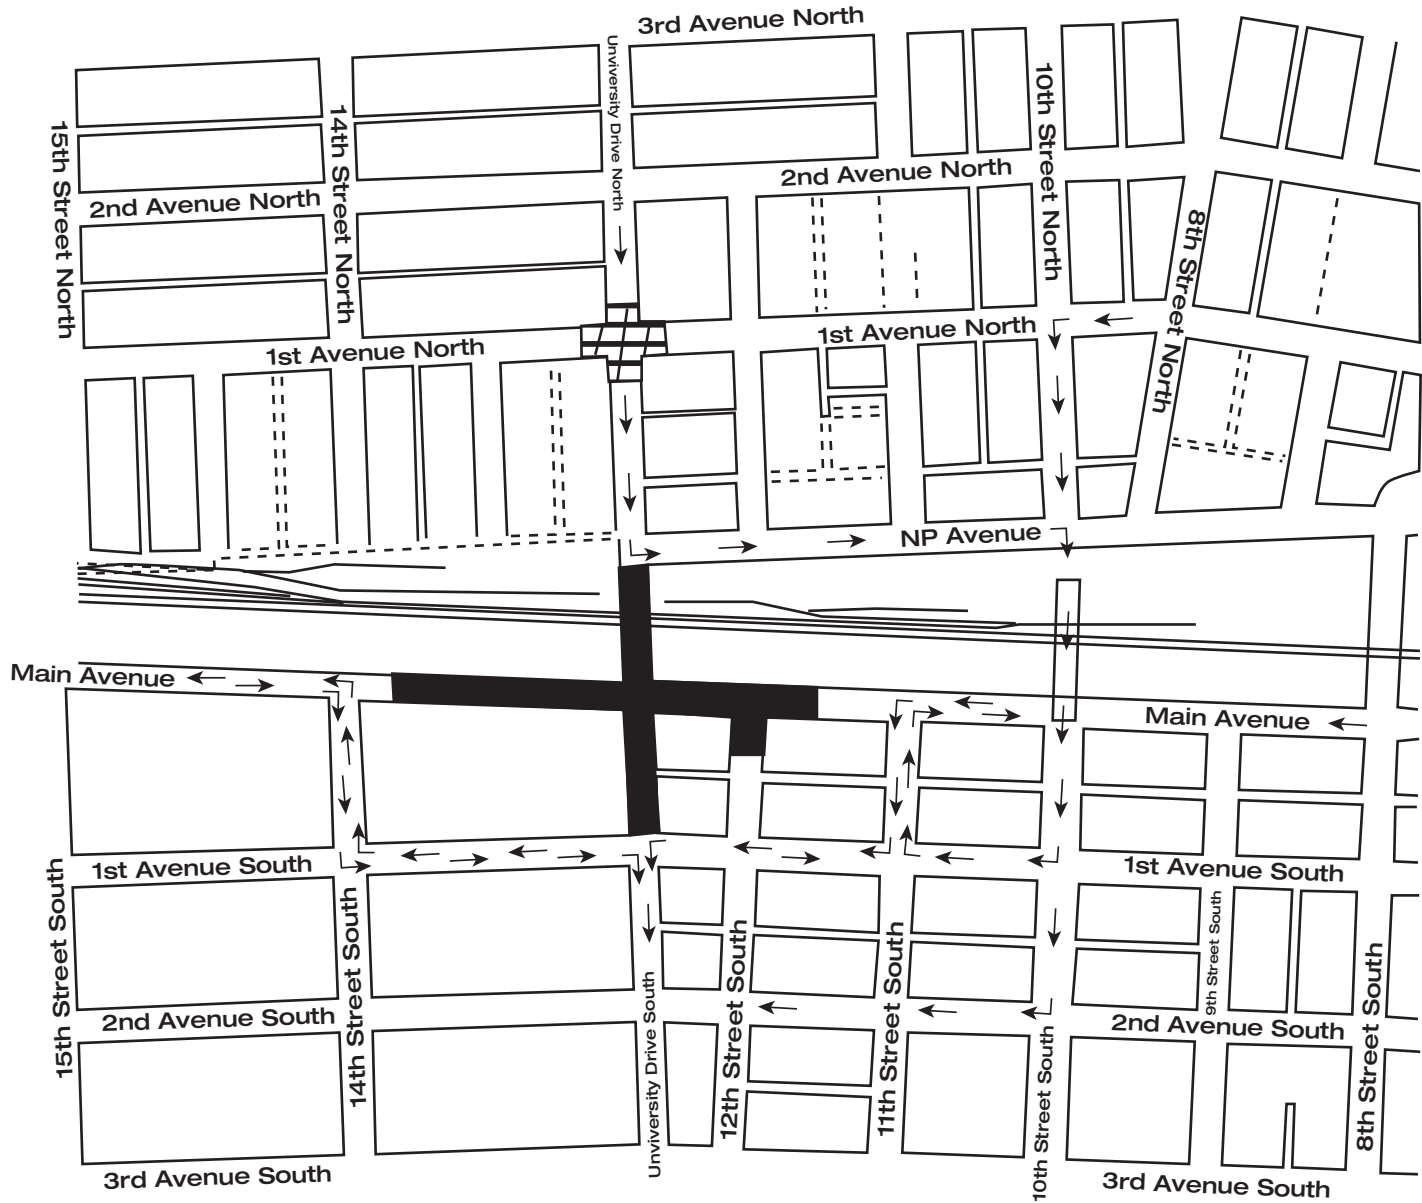 3rd Avenue North
Unviversity Drive North
10th Street North
14th Street North
15th Street North
2nd Avenue North
2nd Avenue North
8th Street North
1st Avenue North
1st Avenue North
NP Avenue
Main Avenue
Main Avenue
1st Avenue South
1st Avenue South
15th Street South
14th Street South
Unviversity Drive South
12th Street South
11th Street South
10th Street South
9th Street South
8th Street South
2nd Avenue South
2nd Avenue South
3rd Avenue South
3rd Avenue South